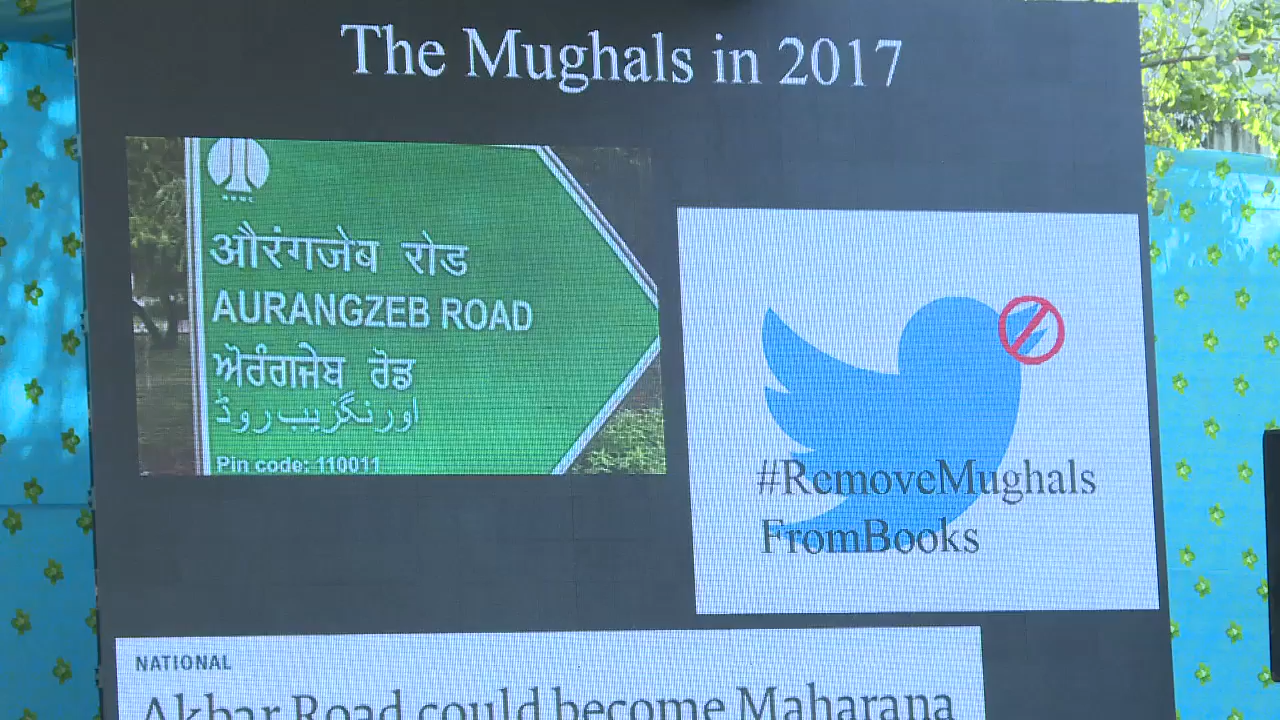 The Mughals in 2017
औरंगजेब रोड
AURANGZEB ROAD
ਔਰੰਗਜੇਬ ਰੋਡ
اورنگزیب روڈ
Pin code: 110011
#RemoveMughals
FromBooks
NATIONAL
Akbar Road could become Maharana